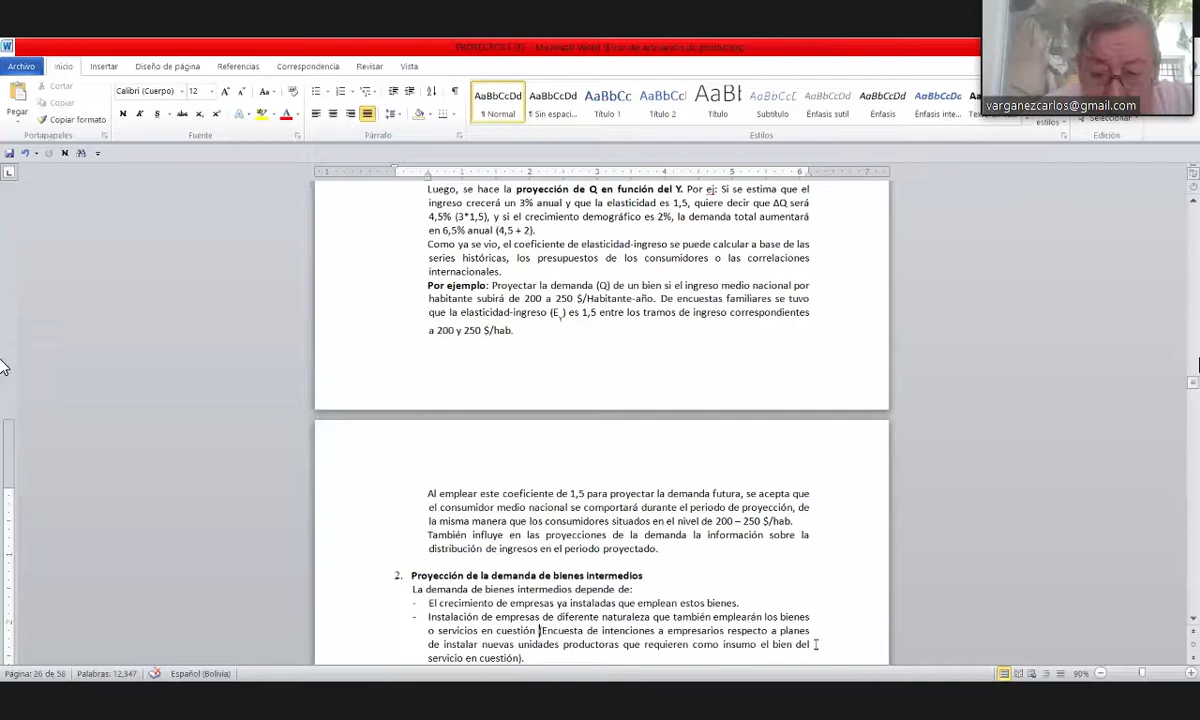 PROYECTOS I (1) - Microsoft Word (Error de activación de productos)
Archivo Inicio Insertar Diseño de página Referencias Correspondencia Revisar Vista
varganezcarlos@gmail.com
Cortar
Copiar
Copiar formato
Pegar
Portapapeles
Calibri (Cuerpo) 12
Fuente
Párrafo
AaBbCcDd AaBbCcDd AaBbCc AaBbCc AaBb AaBbCcDd AaBbCcDd AaBbCcDd AaBbCcDd
¶ Normal ¶ Sin espaci... Título 1 Título 2 Título Subtítulo Énfasis sutil Énfasis Énfasis inte...
estilos
Seleccionar
Estilos
Edición
Luego, se hace la proyección de Q en función del Y. Por ej: Si se estima que el
ingreso crecerá un 3% anual y que la elasticidad es 1,5, quiere decir que ΔQ será
4,5% (3*1,5), y si el crecimiento demográfico es 2%, la demanda total aumentará
en 6,5% anual (4,5 + 2).
Como ya se vio, el coeficiente de elasticidad-ingreso se puede calcular a base de las
series históricas, los presupuestos de los consumidores o las correlaciones
internacionales.
Por ejemplo: Proyectar la demanda (Q) de un bien si el ingreso medio nacional por
habitante subirá de 200 a 250 $/Habitante-año. De encuestas familiares se tuvo
que la elasticidad-ingreso (Ey) es 1,5 entre los tramos de ingreso correspondientes
a 200 y 250 $/hab.
Al emplear este coeficiente de 1,5 para proyectar la demanda futura, se acepta que
el consumidor medio nacional se comportará durante el periodo de proyección, de
la misma manera que los consumidores situados en el nivel de 200 – 250 $/hab.
También influye en las proyecciones de la demanda la información sobre la
distribución de ingresos en el periodo proyectado.
2. Proyección de la demanda de bienes intermedios
La demanda de bienes intermedios depende de:
- El crecimiento de empresas ya instaladas que emplean estos bienes.
- Instalación de empresas de diferente naturaleza que también emplearán los bienes
o servicios en cuestión (Encuesta de intenciones a empresarios respecto a planes
de instalar nuevas unidades productoras que requieren como insumo el bien del
servicio en cuestión).
Página: 26 de 56 Palabras: 12,347 Español (Bolivia) 90%